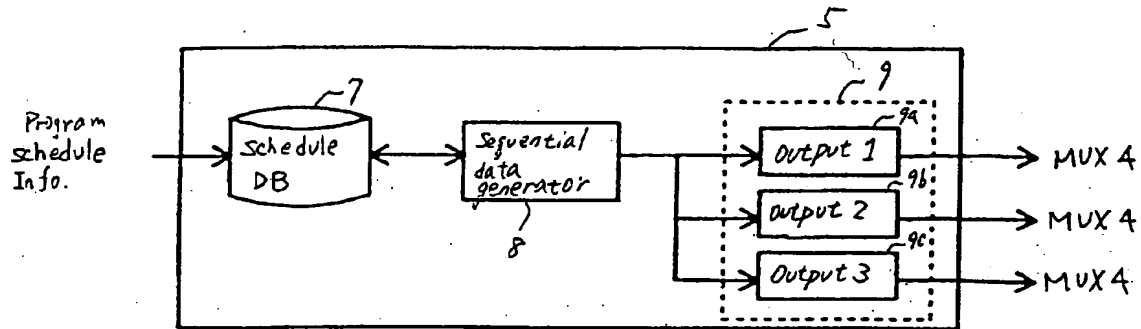 5
Program
Schedule
Info.
7
Schedule
DB
Sequential
data
generator
8
9
9a
Output 1
MUX 4
9b
Output 2
MUX 4
9c
Output 3
MUX 4